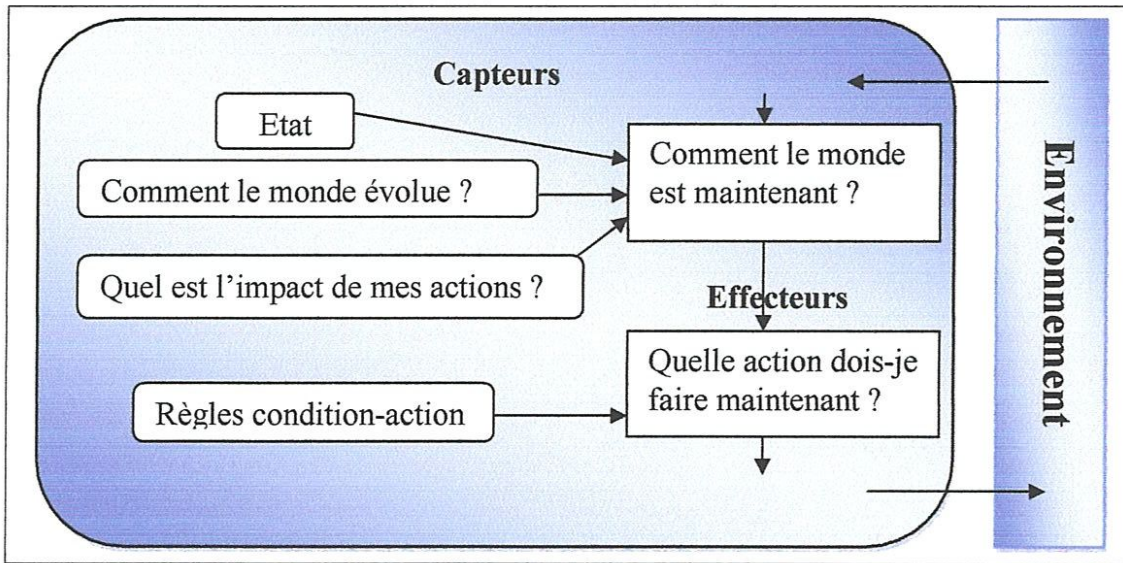 Capteurs
Etat
Comment le monde
est maintenant ?
Comment le monde évolue ?
Quel est l’impact de mes actions ?
Effecteurs
Quelle action dois-je
faire maintenant ?
Règles condition-action
Environnement